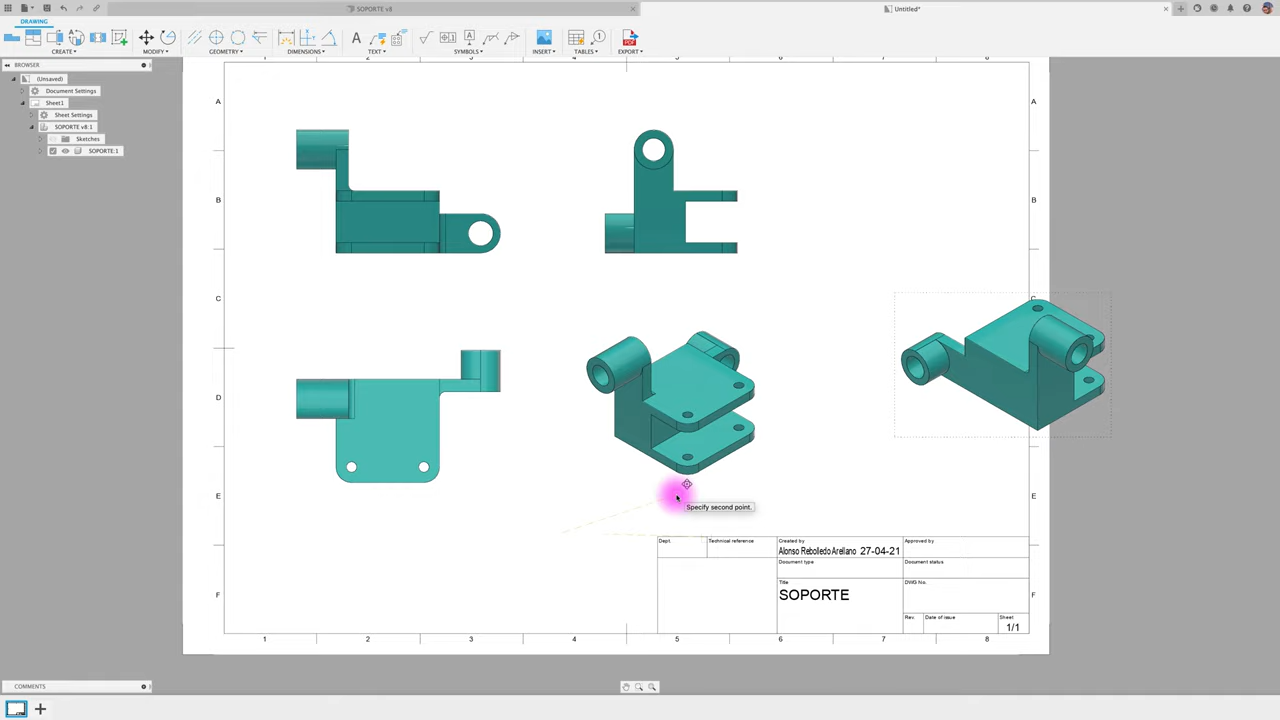 SOPORTE v8
Untitled*
DRAWING
CREATE
MODIFY
GEOMETRY
DIMENSIONS
TEXT
SYMBOLS
INSERT
TABLES
EXPORT
BROWSER
(Unsaved)
Document Settings
Sheet1
Sheet Settings
SOPORTE v8:1
Sketches
SOPORTE:1
A
A
B
B
C
C
D
D
E
E
F
F
Specify second point.
Dept.
Technical reference
Created by
Approved by
Alonso Reboledo Arellano 27-04-21
Document type
Document status
Title
DWG No.
SOPORTE
Rev.
Date of issue
Sheet
1/1
1
2
3
4
5
6
7
8
COMMENTS